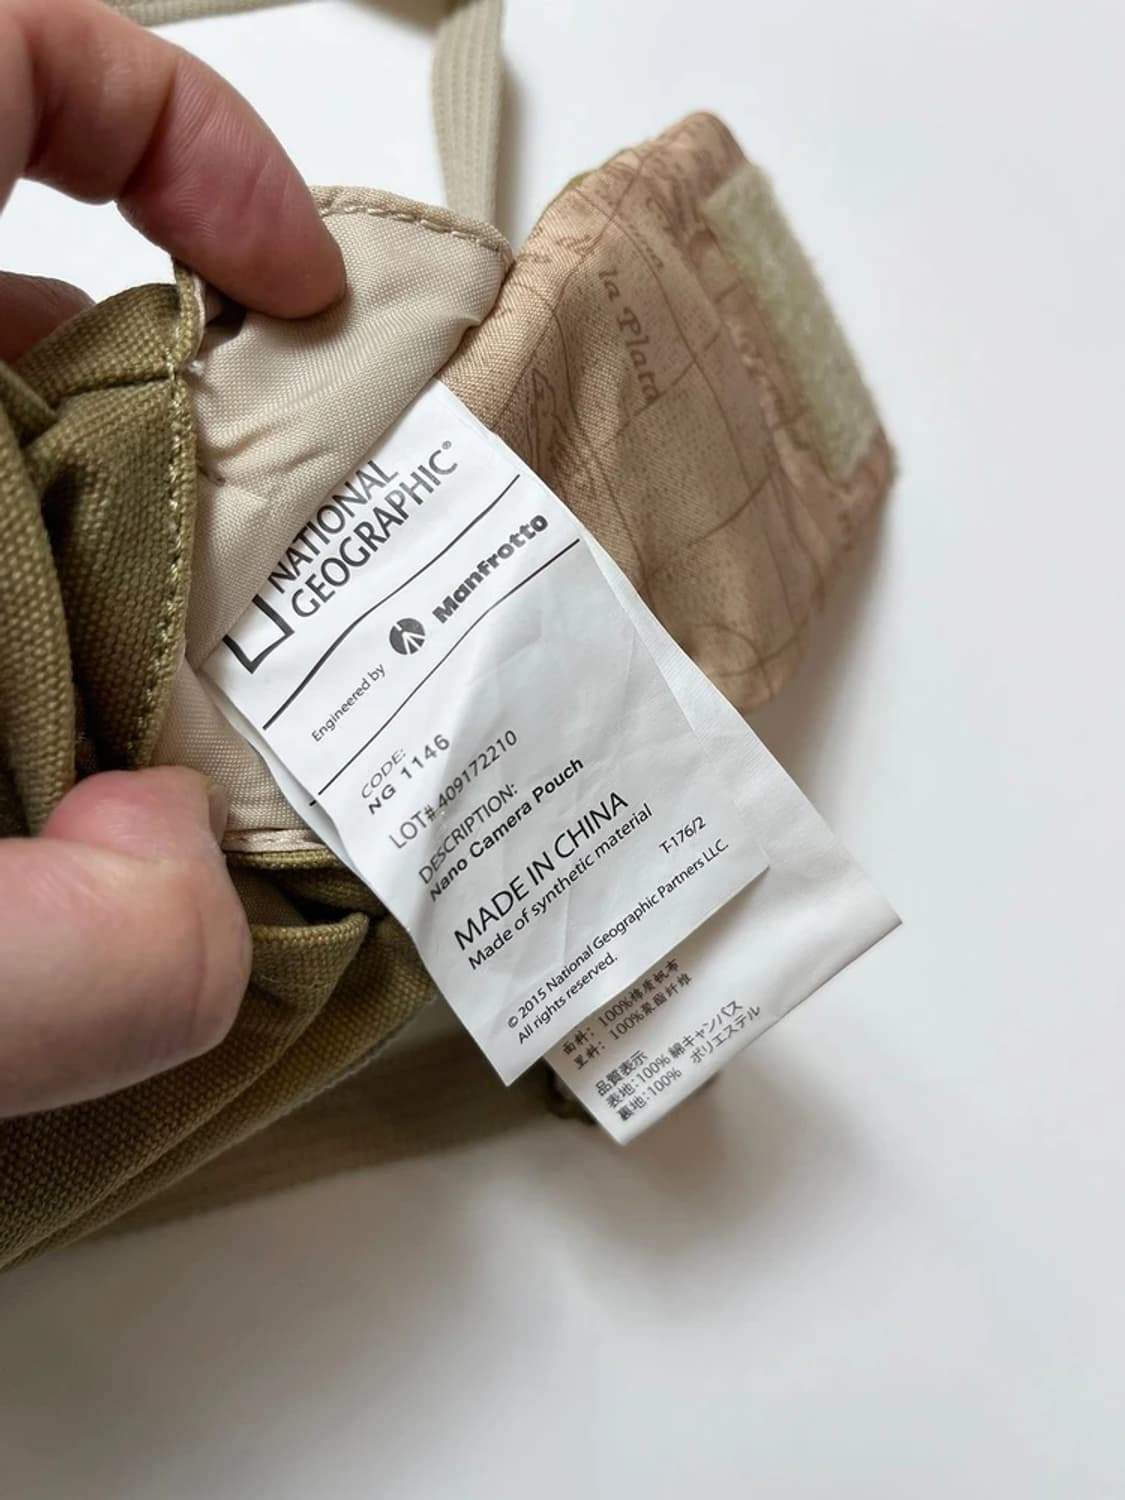 la Plata
NATIONAL
GEOGRAPHIC®
Engineered by Manfrotto
CODE:
NG 1146
LOT# 409172210
DESCRIPTION:
Nano Camera Pouch
MADE IN CHINA
Made of synthetic material
T-176/2
© 2015 National Geographic Partners LLC.
All rights reserved.
面料: 100%棉质帆布
里料: 100%聚酯纤维
品質表示
表地:100% 綿キャンバス
裏地:100% ポリエステル